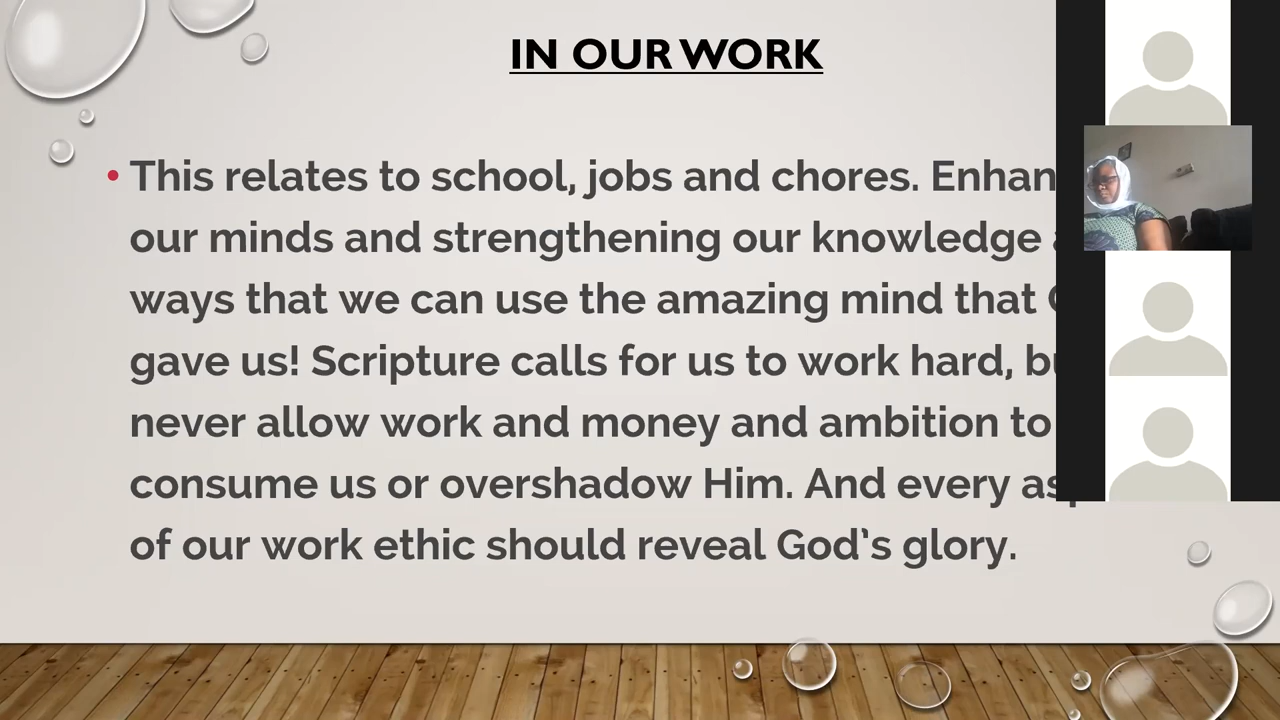 IN OUR WORK
• This relates to school, jobs and chores.
our minds and strengthening our knowledge
ways that we can use the amazing mind that
gave us! Scripture calls for us to work hard,
never allow work and money and ambition to
consume us or overshadow Him. And every
of our work ethic should reveal God's glory.